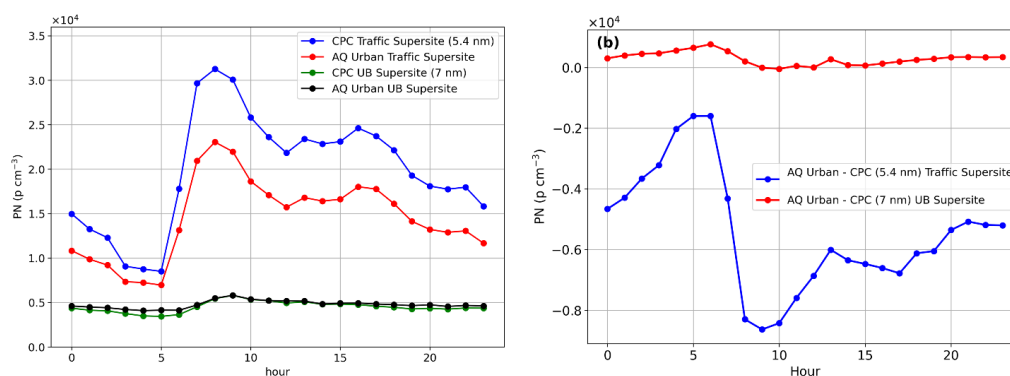 ×10⁴
3.5
3.0
2.5
2.0
1.5
1.0
0.5
0.0
PN (p cm⁻³)
0
5
10
15
20
hour
CPC Traffic Supersite (5.4 nm)
AQ Urban Traffic Supersite
CPC UB Supersite (7 nm)
AQ Urban UB Supersite
×10⁴
(b)
0.0
−0.2
−0.4
−0.6
−0.8
PN (p cm⁻³)
0
5
10
15
20
Hour
AQ Urban - CPC (5.4 nm) Traffic Supersite
AQ Urban - CPC (7 nm) UB Supersite